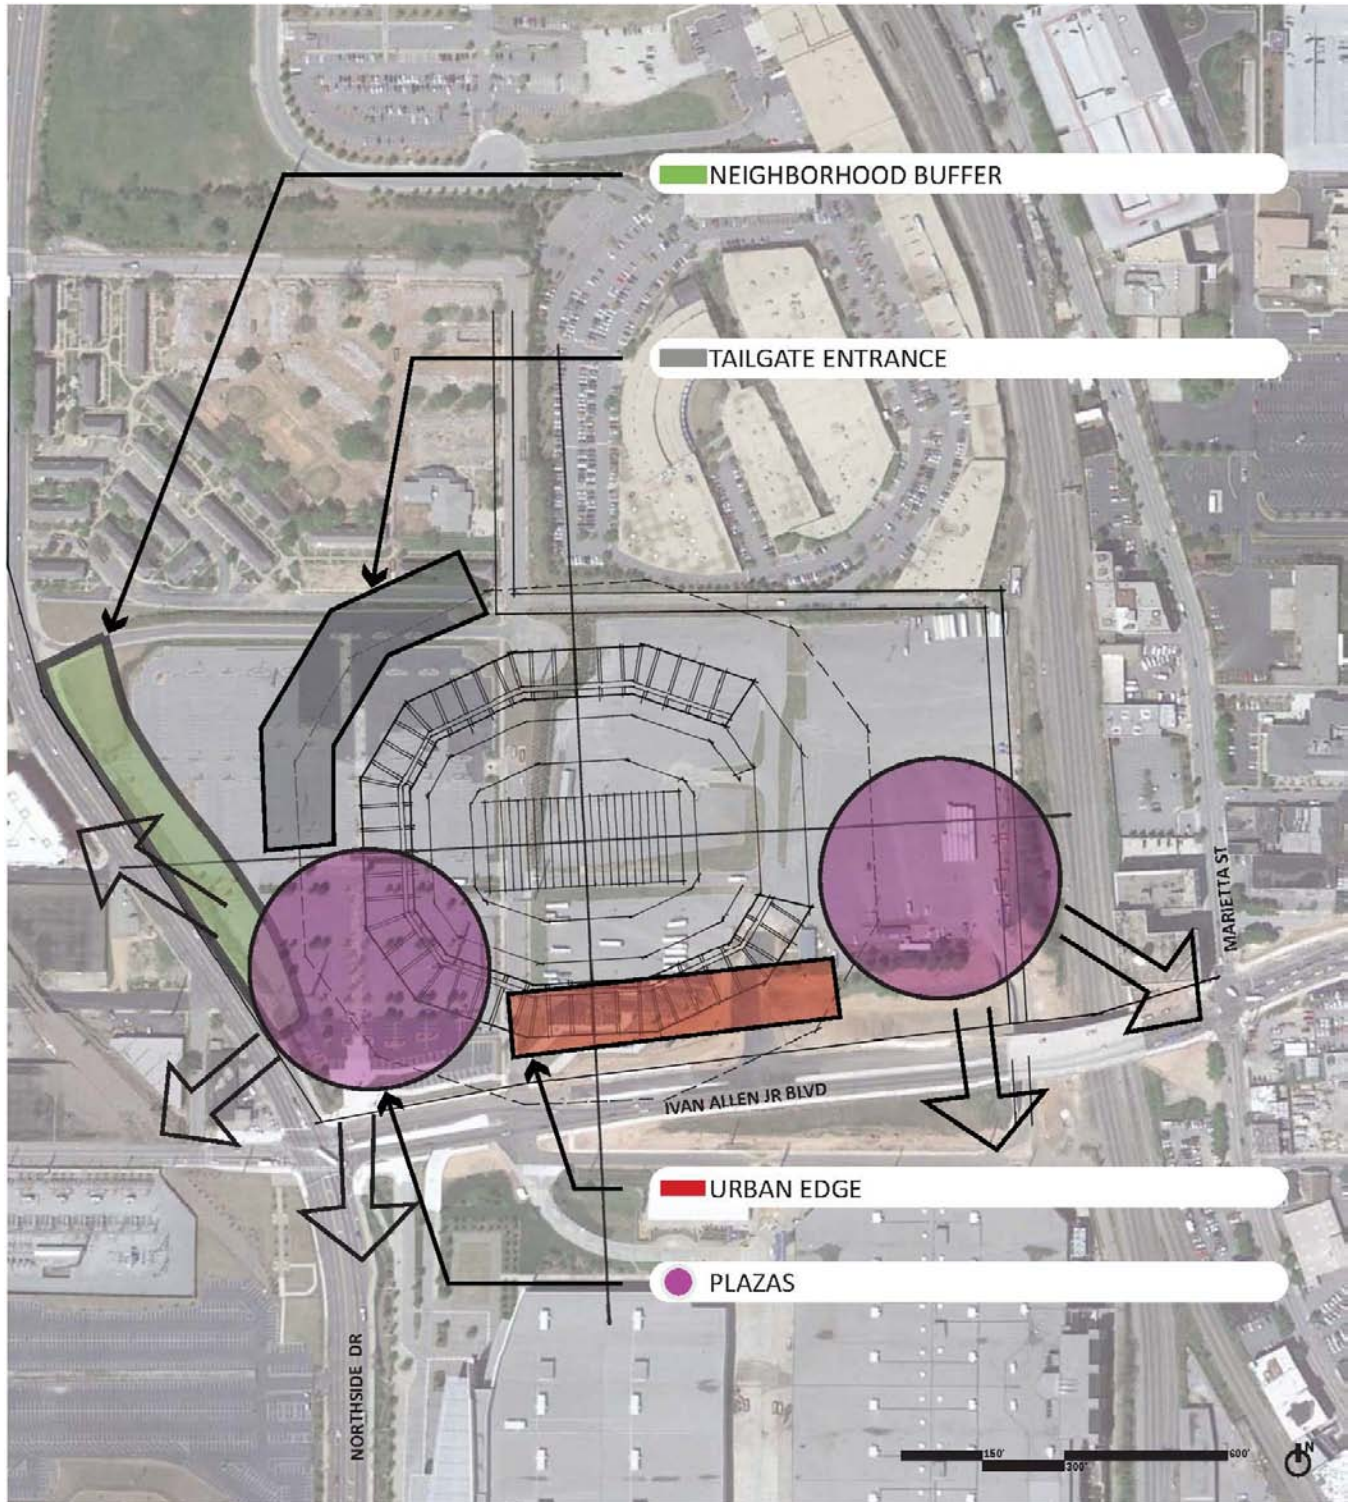 NEIGHBORHOOD BUFFER
TAILGATE ENTRANCE
MARIETTA ST
IVAN ALLEN JR BLVD
URBAN EDGE
PLAZAS
NORTHSIDE DR
150'
300'
600'
N